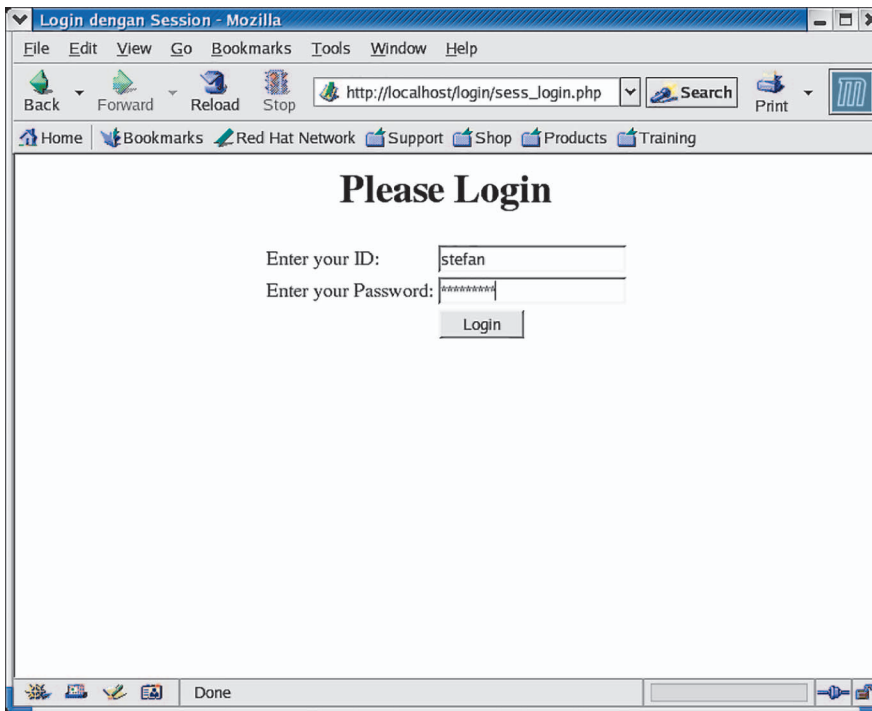 Login dengan Session - Mozilla
File Edit View Go Bookmarks Tools Window Help
Back Forward Reload Stop http://localhost/login/sess_login.php Search Print
Home Bookmarks Red Hat Network Support Shop Products Training
Please Login
Enter your ID: stefan
Enter your Password: *********
Login
Done